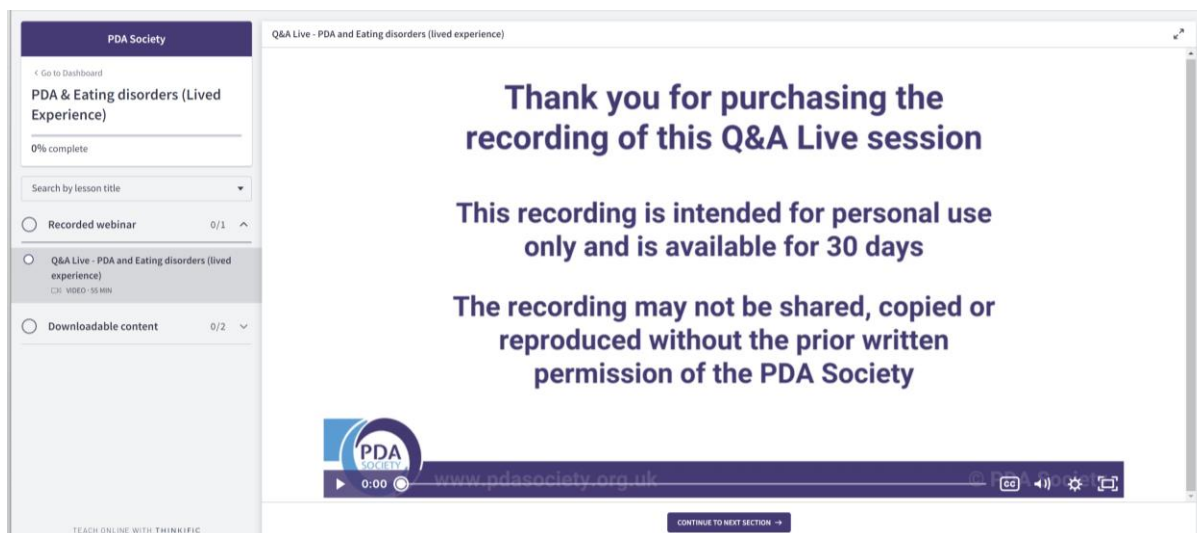 PDA Society
< Go to Dashboard
PDA & Eating disorders (Lived
Experience)
0% complete
Search by lesson title
Recorded webinar 0/1
Q&A Live - PDA and Eating disorders (lived
experience)
VIDEO · 55 MIN
Downloadable content 0/2
TEACH ONLINE WITH THINKIFIC
Q&A Live - PDA and Eating disorders (lived experience)
Thank you for purchasing the
recording of this Q&A Live session
This recording is intended for personal use
only and is available for 30 days
The recording may not be shared, copied or
reproduced without the prior written
permission of the PDA Society
PDA
SOCIETY
0:00
www.pdasociety.org.uk
© PDA Society
CC
CONTINUE TO NEXT SECTION →